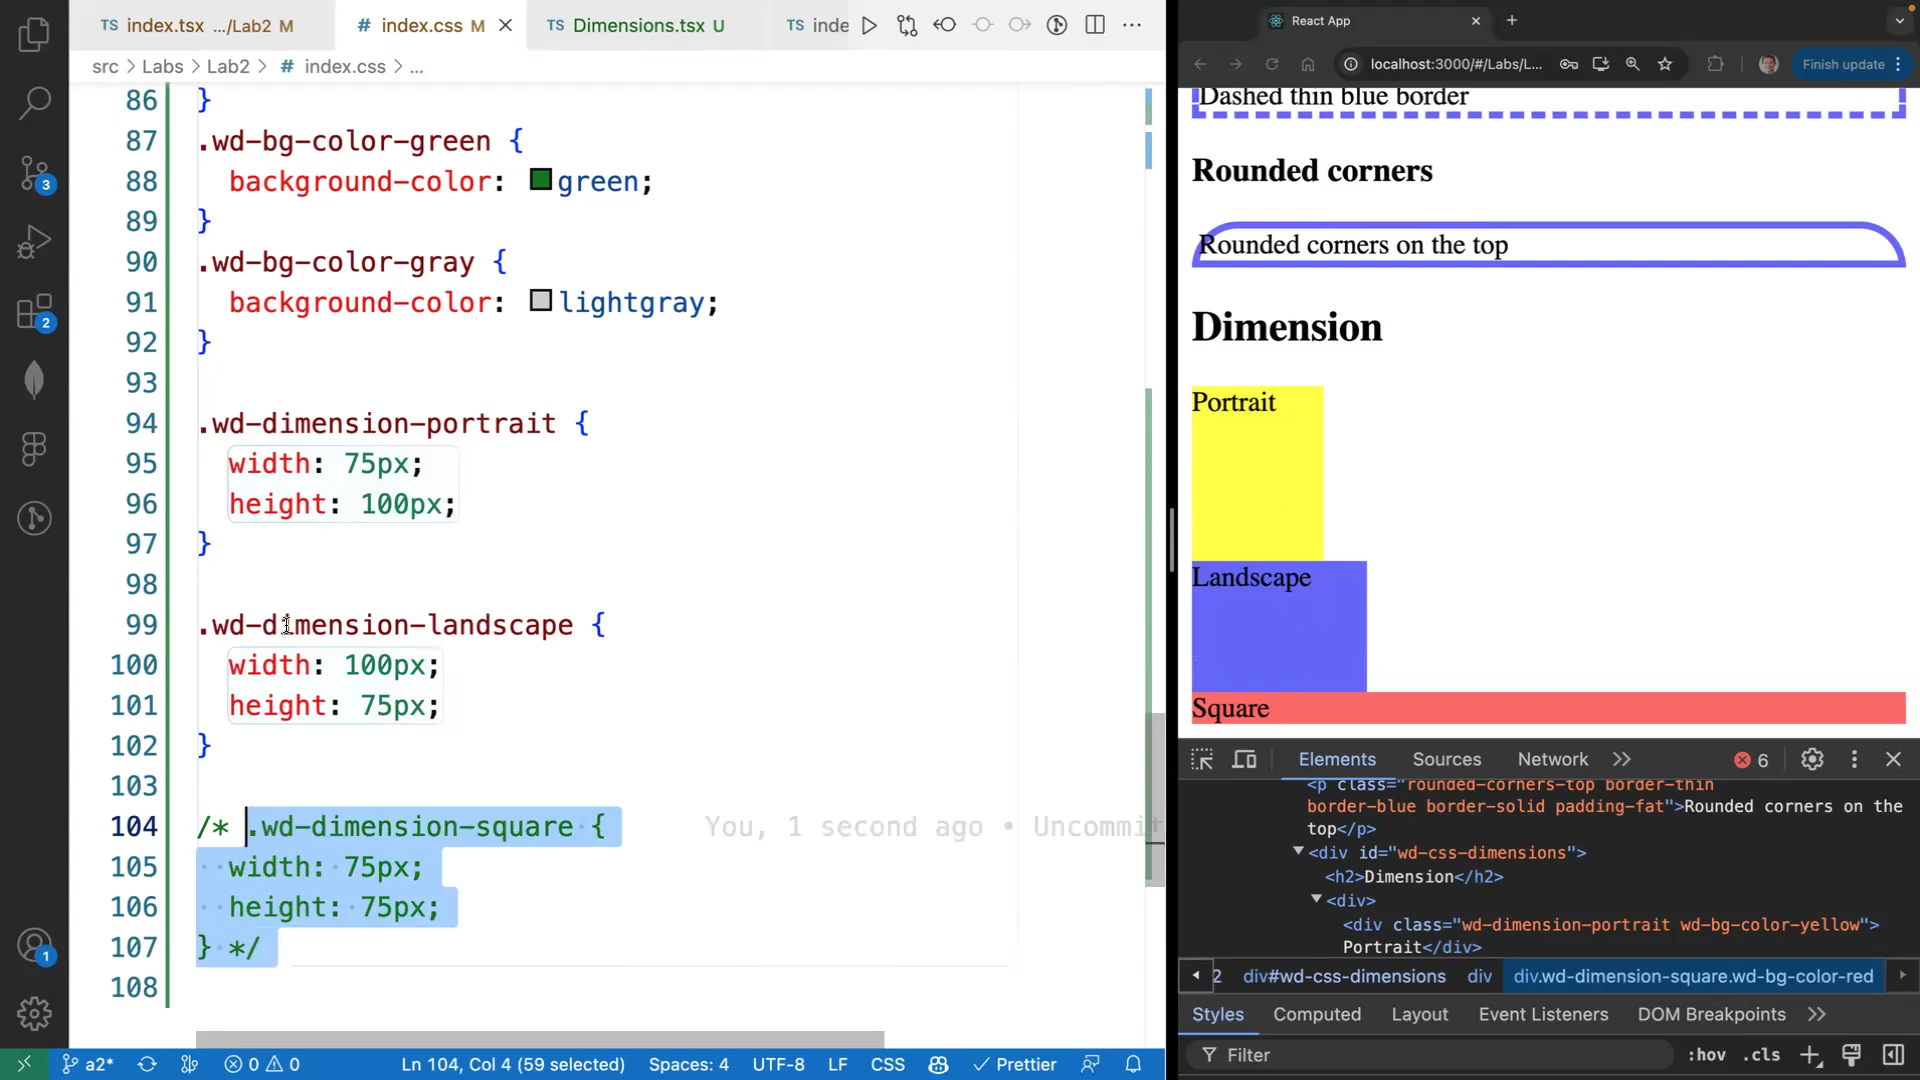 TS index.tsx .../Lab2 M
# index.css M
TS Dimensions.tsx U
TS inde
src > Labs > Lab2 > # index.css > ...
86 }
87 .wd-bg-color-green {
88 background-color: green;
89 }
90 .wd-bg-color-gray {
91 background-color: lightgray;
92 }
93
94 .wd-dimension-portrait {
95 width: 75px;
96 height: 100px;
97 }
98
99 .wd-dimension-landscape {
100 width: 100px;
101 height: 75px;
102 }
103
104 /* .wd-dimension-square { You, 1 second ago • Uncommit
105 width: 75px;
106 height: 75px;
107 } */
108
3
2
1
a2* 0 0 Ln 104, Col 4 (59 selected) Spaces: 4 UTF-8 LF CSS Prettier
React App
localhost:3000/#/Labs/L... Finish update
Dashed thin blue border
Rounded corners
Rounded corners on the top
Dimension
Portrait
Landscape
Square
Elements Sources Network 6
<p class="rounded-corners-top border-thin
border-blue border-solid padding-fat">Rounded corners on the
top</p>
<div id="wd-css-dimensions">
<h2>Dimension</h2>
<div>
<div class="wd-dimension-portrait wd-bg-color-yellow">
Portrait</div>
2 div#wd-css-dimensions div div.wd-dimension-square.wd-bg-color-red
Styles Computed Layout Event Listeners DOM Breakpoints
Filter :hov .cls